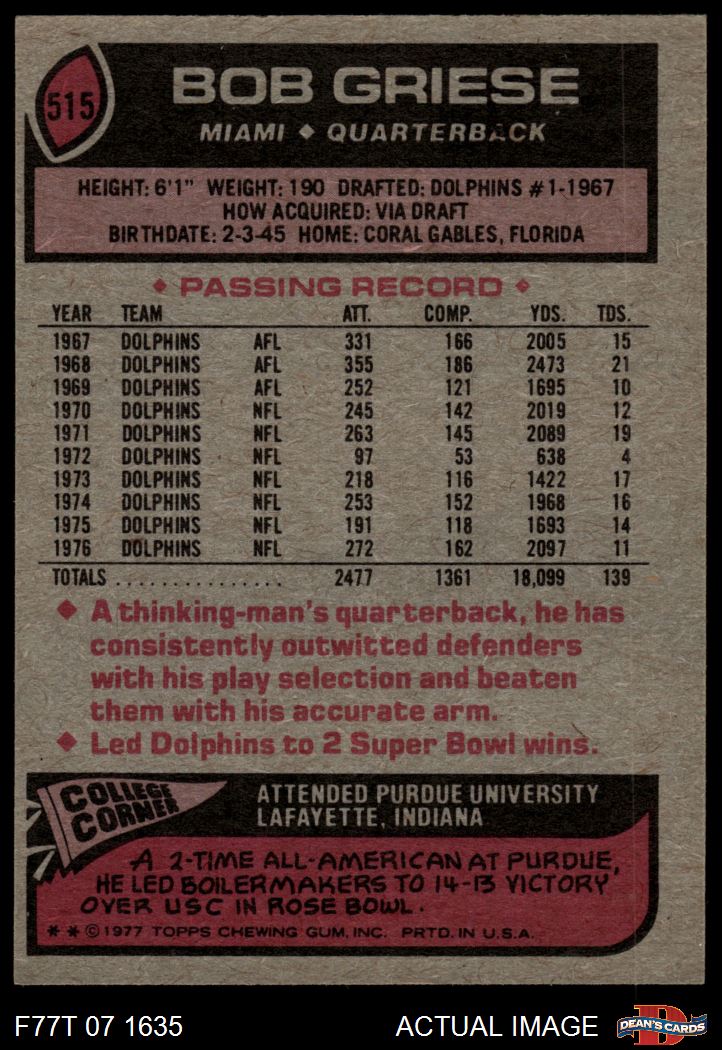 515
BOB GRIESE
MIAMI ◆ QUARTERBACK
HEIGHT: 6'1" WEIGHT: 190 DRAFTED: DOLPHINS #1-1967
HOW ACQUIRED: VIA DRAFT
BIRTHDATE: 2-3-45 HOME: CORAL GABLES, FLORIDA
◆ PASSING RECORD ◆
YEAR TEAM ATT. COMP. YDS. TDS.
1967 DOLPHINS AFL 331 166 2005 15
1968 DOLPHINS AFL 355 186 2473 21
1969 DOLPHINS AFL 252 121 1695 10
1970 DOLPHINS NFL 245 142 2019 12
1971 DOLPHINS NFL 263 145 2089 19
1972 DOLPHINS NFL 97 53 638 4
1973 DOLPHINS NFL 218 116 1422 17
1974 DOLPHINS NFL 253 152 1968 16
1975 DOLPHINS NFL 191 118 1693 14
1976 DOLPHINS NFL 272 162 2097 11
TOTALS ................ 2477 1361 18,099 139
◆ A thinking-man's quarterback, he has
consistently outwitted defenders
with his play selection and beaten
them with his accurate arm.
◆ Led Dolphins to 2 Super Bowl wins.
COLLEGE
CORNER
ATTENDED PURDUE UNIVERSITY
LAFAYETTE, INDIANA
A 2-TIME ALL-AMERICAN AT PURDUE,
HE LED BOILERMAKERS TO 14-13 VICTORY
OVER USC IN ROSE BOWL.
* * © 1977 TOPPS CHEWING GUM, INC. PRTD. IN U.S.A.
F77T 07 1635
ACTUAL IMAGE
D
DEAN'S CARDS